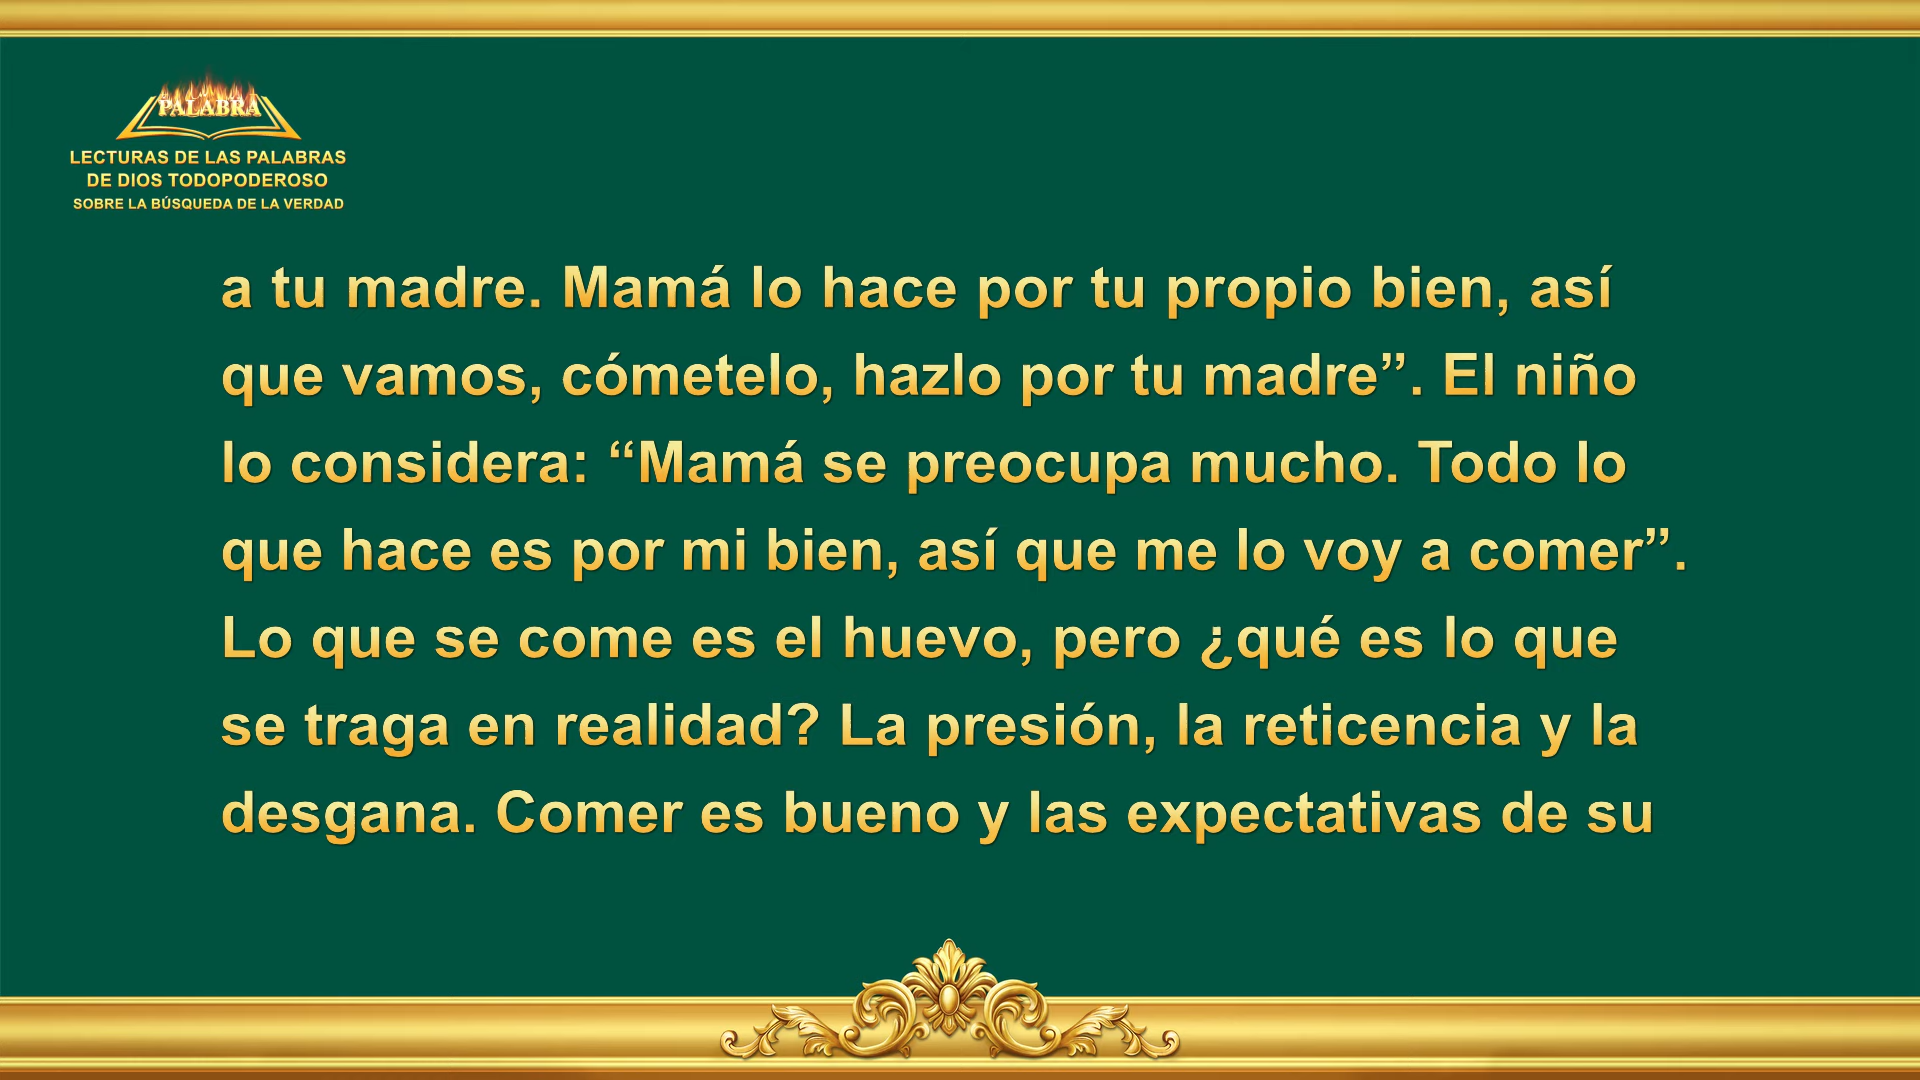 PALABRA
LECTURAS DE LAS PALABRAS
DE DIOS TODOPODEROSO
SOBRE LA BÚSQUEDA DE LA VERDAD
a tu madre. Mamá lo hace por tu propio bien, así
que vamos, cómetelo, hazlo por tu madre”. El niño
lo considera: “Mamá se preocupa mucho. Todo lo
que hace es por mi bien, así que me lo voy a comer”.
Lo que se come es el huevo, pero ¿qué es lo que
se traga en realidad? La presión, la reticencia y la
desgana. Comer es bueno y las expectativas de su